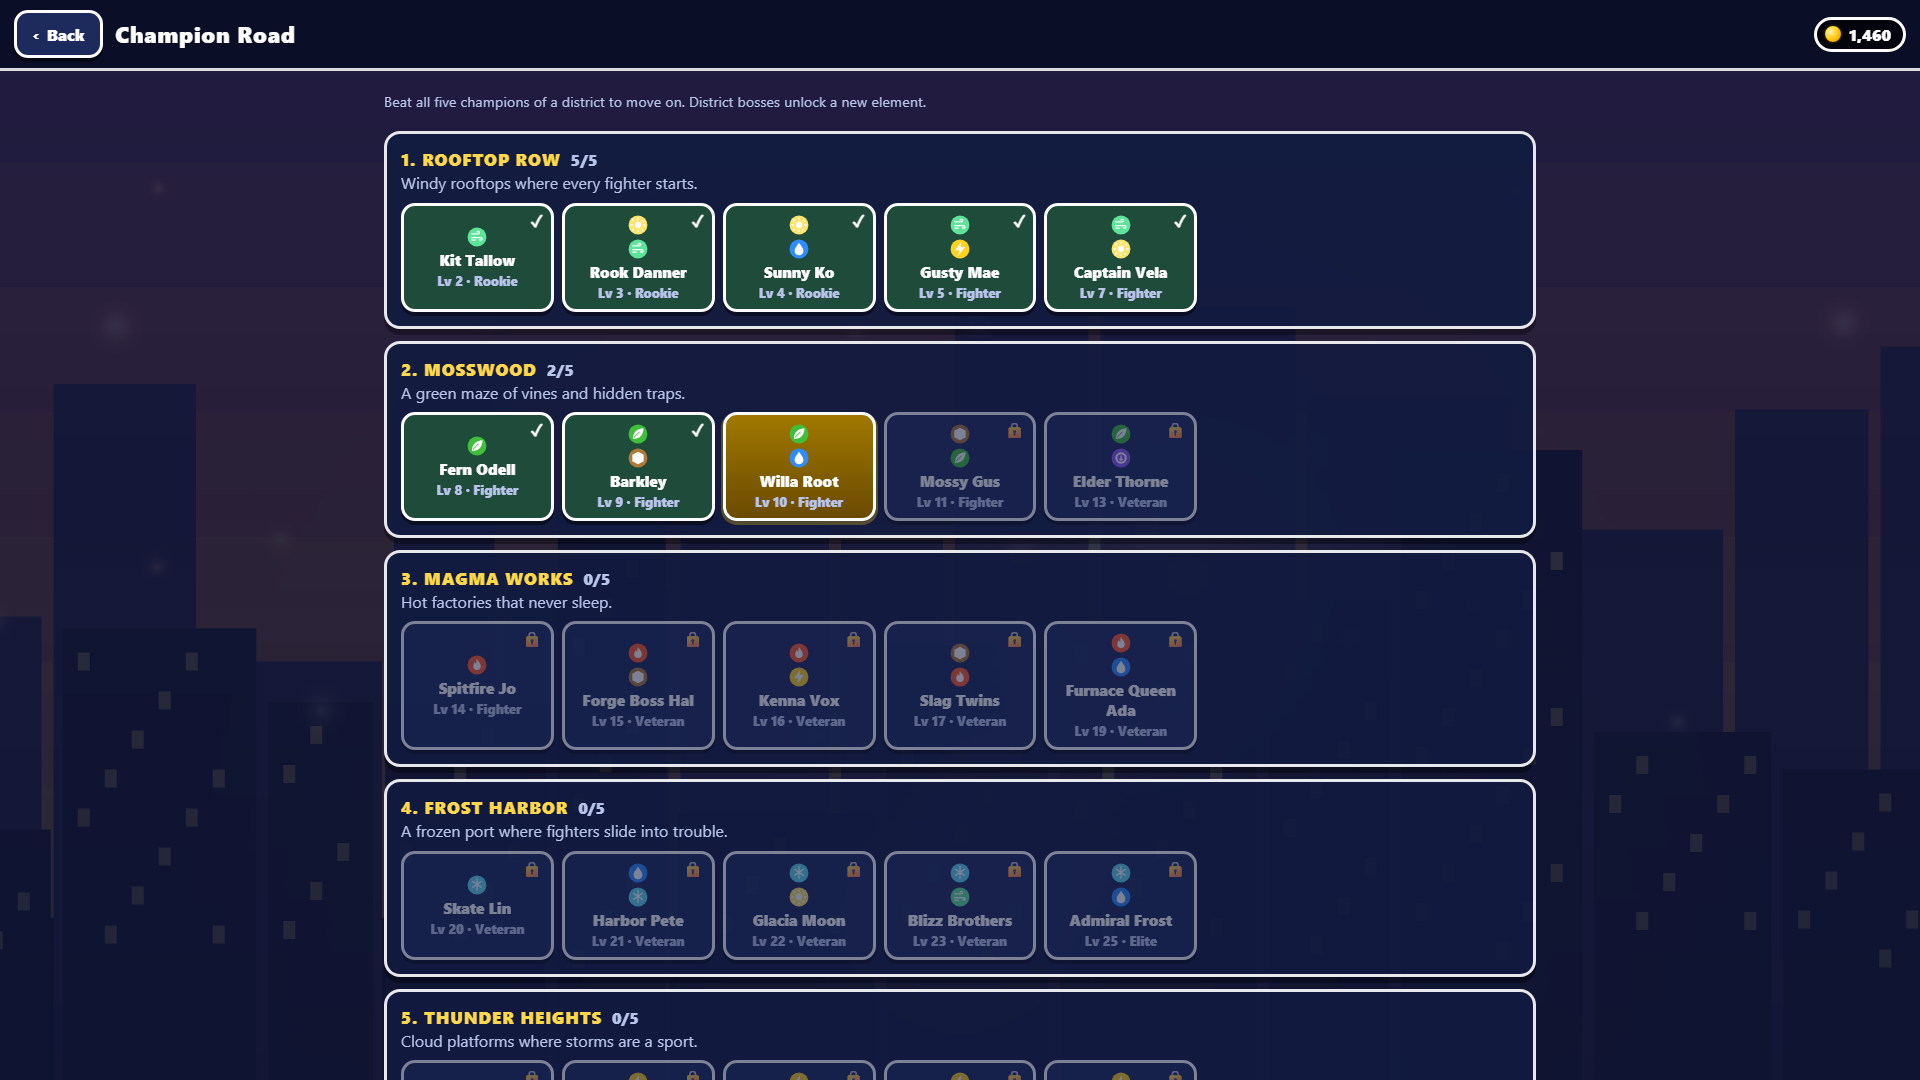 ‹ Back
Champion Road
1,460
Beat all five champions of a district to move on. District bosses unlock a new element.
1. ROOFTOP ROW 5/5
Windy rooftops where every fighter starts.
Kit Tallow
Lv 2 · Rookie
Rook Danner
Lv 3 · Rookie
Sunny Ko
Lv 4 · Rookie
Gusty Mae
Lv 5 · Fighter
Captain Vela
Lv 7 · Fighter
2. MOSSWOOD 2/5
A green maze of vines and hidden traps.
Fern Odell
Lv 8 · Fighter
Barkley
Lv 9 · Fighter
Willa Root
Lv 10 · Fighter
Mossy Gus
Lv 11 · Fighter
Elder Thorne
Lv 13 · Veteran
3. MAGMA WORKS 0/5
Hot factories that never sleep.
Spitfire Jo
Lv 14 · Fighter
Forge Boss Hal
Lv 15 · Veteran
Kenna Vox
Lv 16 · Veteran
Slag Twins
Lv 17 · Veteran
Furnace Queen
Ada
Lv 19 · Veteran
4. FROST HARBOR 0/5
A frozen port where fighters slide into trouble.
Skate Lin
Lv 20 · Veteran
Harbor Pete
Lv 21 · Veteran
Glacia Moon
Lv 22 · Veteran
Blizz Brothers
Lv 23 · Veteran
Admiral Frost
Lv 25 · Elite
5. THUNDER HEIGHTS 0/5
Cloud platforms where storms are a sport.